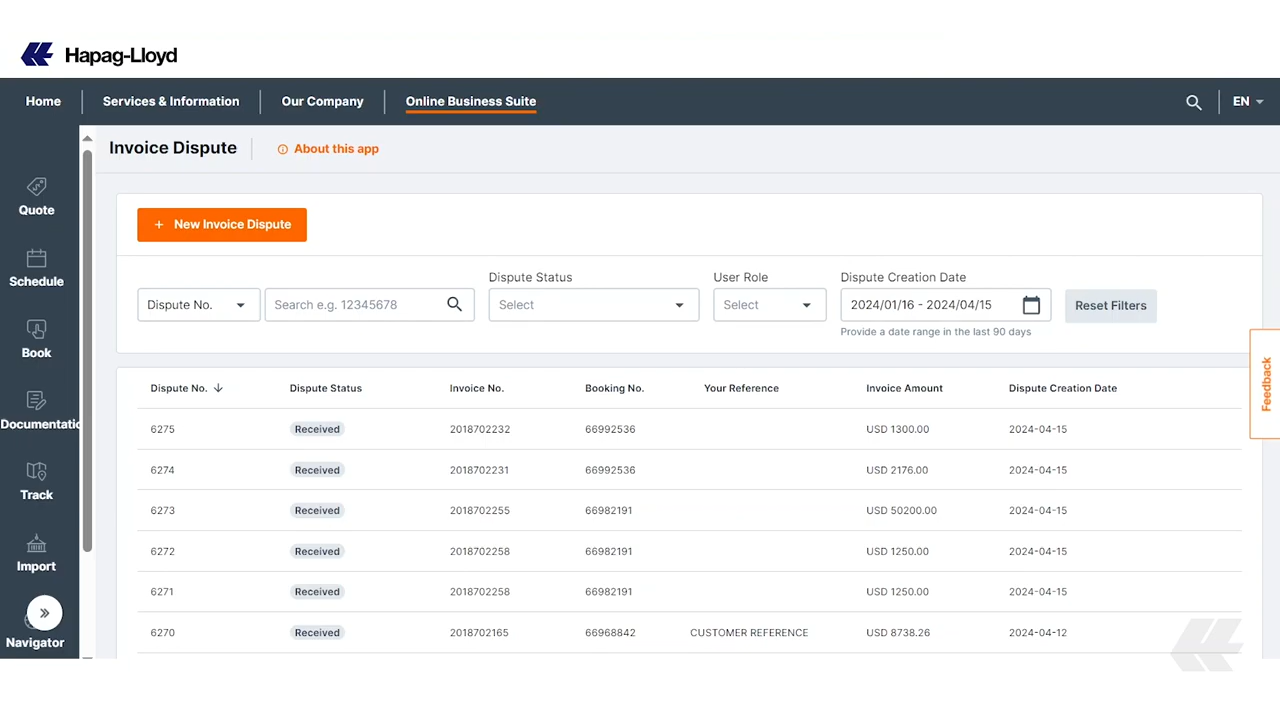 Hapag-Lloyd
Home Services & Information Our Company Online Business Suite EN
Invoice Dispute About this app
Quote
Schedule
Book
Documentatio
Track
Import
Navigator
+ New Invoice Dispute
Dispute Status User Role Dispute Creation Date
Dispute No. Search e.g. 12345678 Select Select 2024/01/16 - 2024/04/15 Reset Filters
Provide a date range in the last 90 days
Feedback
Dispute No. Dispute Status Invoice No. Booking No. Your Reference Invoice Amount Dispute Creation Date
6275 Received 2018702232 66992536 USD 1300.00 2024-04-15
6274 Received 2018702231 66992536 USD 2176.00 2024-04-15
6273 Received 2018702255 66982191 USD 50200.00 2024-04-15
6272 Received 2018702258 66982191 USD 1250.00 2024-04-15
6271 Received 2018702258 66982191 USD 1250.00 2024-04-15
6270 Received 2018702165 66968842 CUSTOMER REFERENCE USD 8738.26 2024-04-12